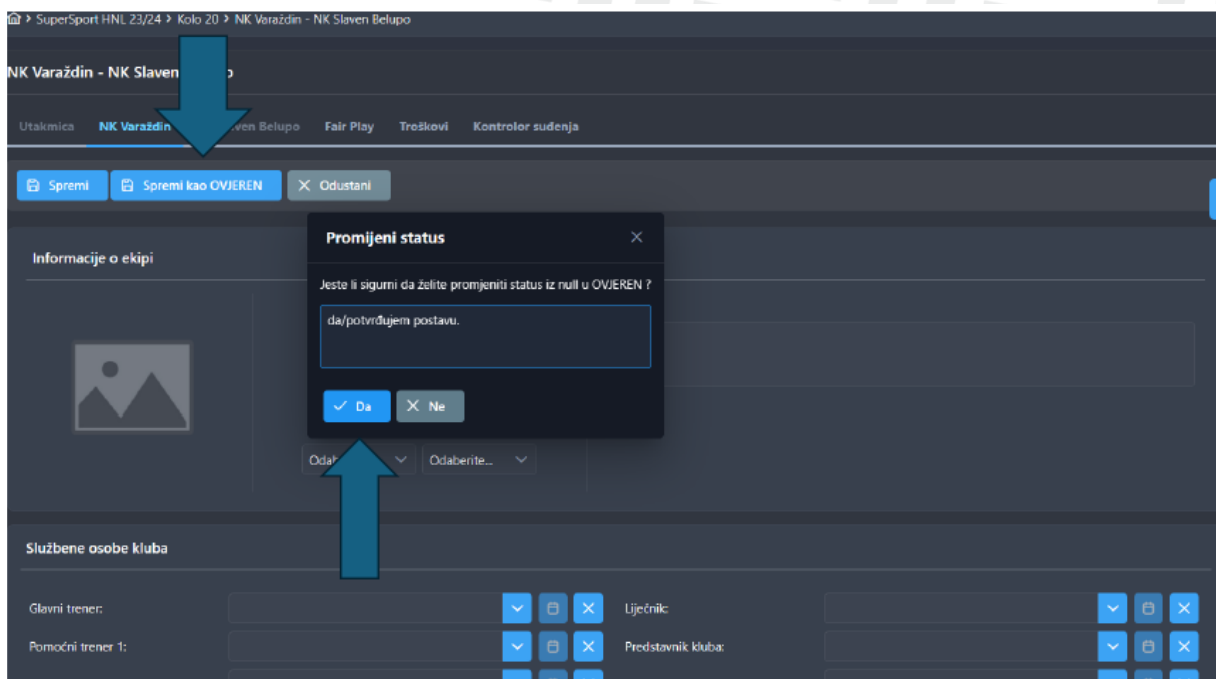 > SuperSport HNL 23/24 > Kolo 20 > NK Varaždin - NK Slaven Belupo
NK Varaždin - NK Slaven
Utakmica NK Varaždin Belupo Fair Play Troškovi Kontrolor suđenja
Spremi Spremi kao OVJEREN Odustani
Promijeni status
Informacije o ekipi
Jeste li sigurni da želite promjeniti status iz null u OVJEREN ?
da/potvrđujem postavu.
Da Ne
Odaberite...
Službene osobe kluba
Glavni trener: Liječnik:
Pomoćni trener 1: Predstavnik kluba: